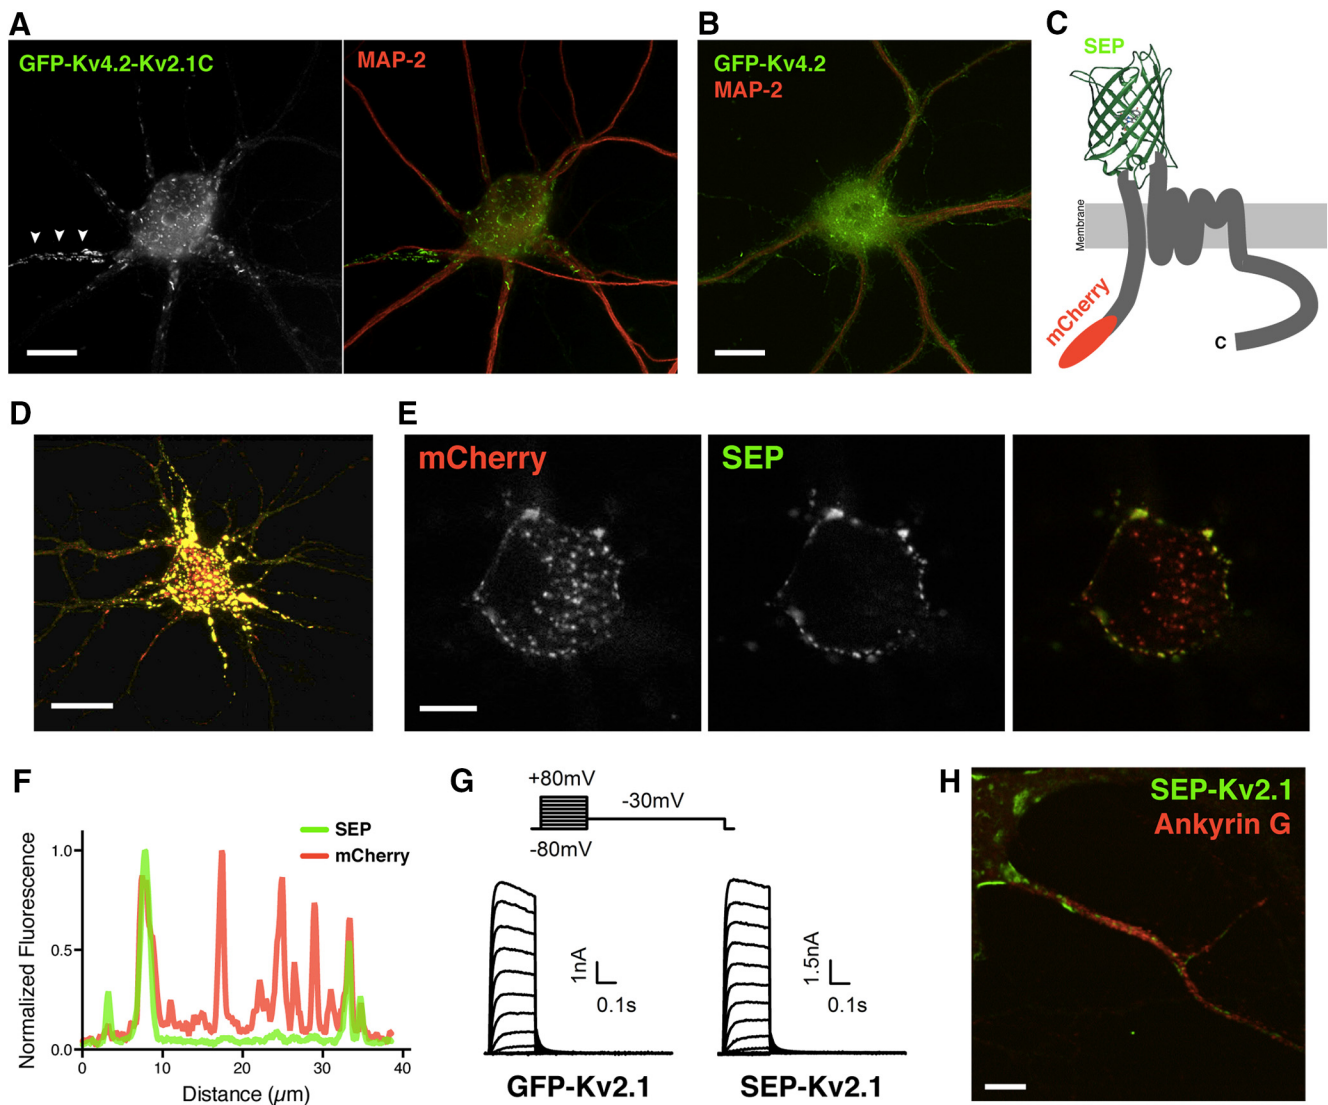 A
GFP-Kv4.2-Kv2.1C
MAP-2
B
GFP-Kv4.2
MAP-2
C
SEP
Membrane
mCherry
C
D
E
mCherry
SEP
F
SEP
mCherry
Normalized Fluorescence
1.0
0.5
0.0
0
10
20
30
40
Distance (µm)
G
+80mV
-30mV
-80mV
1nA
0.1s
1.5nA
0.1s
GFP-Kv2.1
SEP-Kv2.1
H
SEP-Kv2.1
Ankyrin G